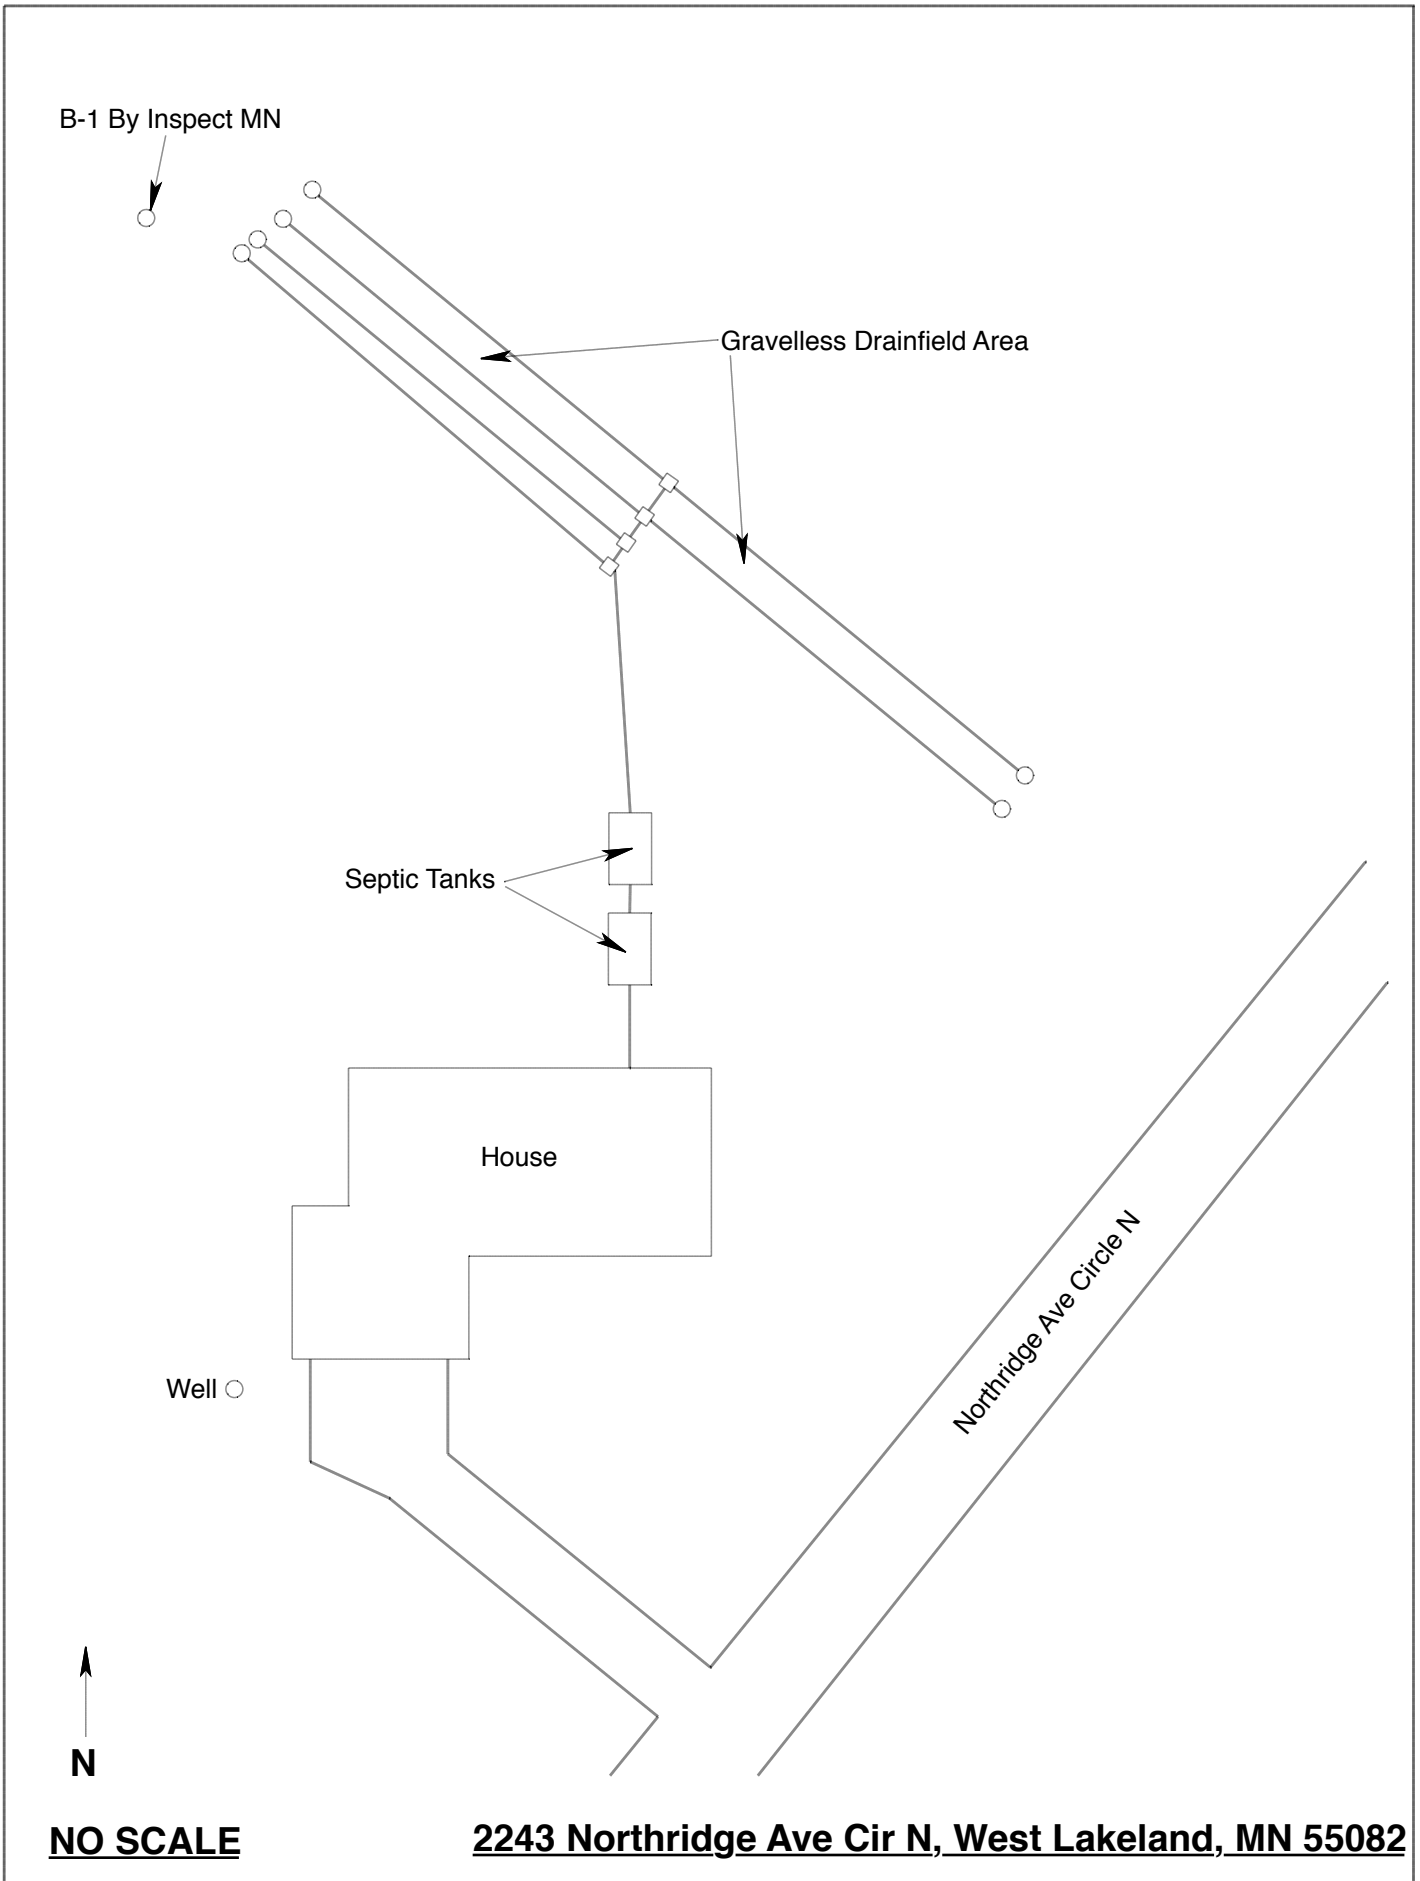 B-1 By Inspect MN
Gravelless Drainfield Area
Septic Tanks
House
Northridge Ave Circle N
Well
N
NO SCALE
2243 Northridge Ave Cir N, West Lakeland, MN 55082